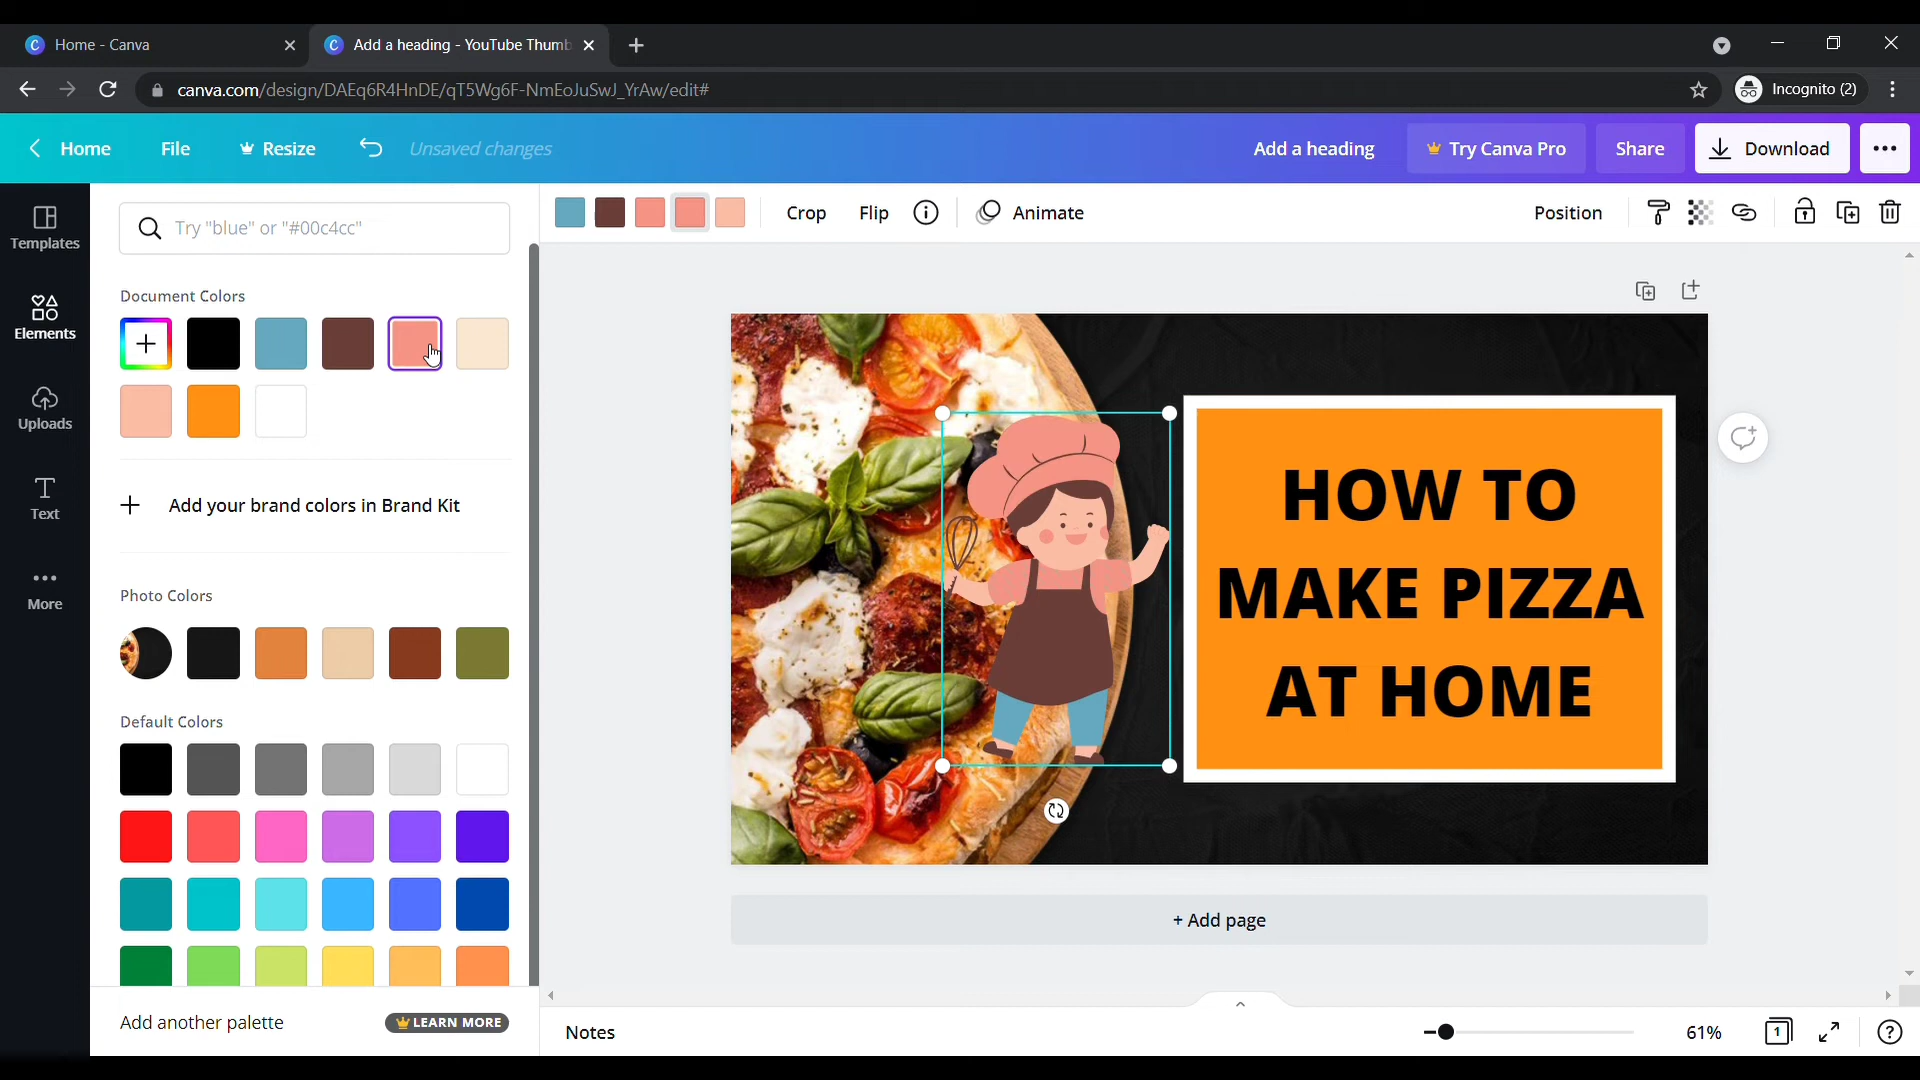 Home - Canva
Add a heading - YouTube Thumb
canva.com/design/DAEq6R4HnDE/qT5Wg6F-NmEoJuSwJ_YrAw/edit#
Incognito (2)
Home
File
Resize
Unsaved changes
Add a heading
Try Canva Pro
Share
Download
Templates
Elements
Uploads
Text
More
Try "blue" or "#00c4cc"
Crop
Flip
Animate
Position
Document Colors
Add your brand colors in Brand Kit
Photo Colors
Default Colors
Add another palette
LEARN MORE
HOW TO
MAKE PIZZA
AT HOME
+ Add page
Notes
61%
1